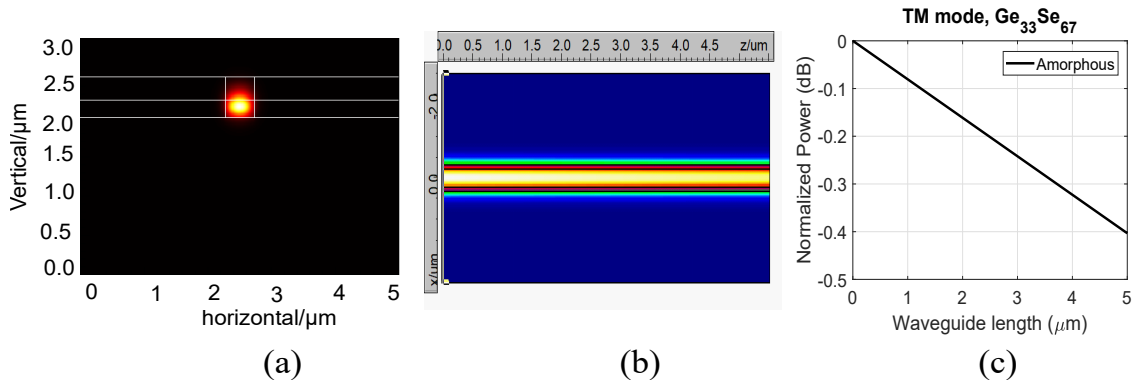 3.0
2.5
2.0
1.5
1.0
0.5
0.0
Vertical/μm
0 1 2 3 4 5
horizontal/μm
(a)
0.0 0.5 1.0 1.5 2.0 2.5 3.0 3.5 4.0 4.5 z/um
-2.0
0.0
x/um
(b)
TM mode, Ge33Se67
Amorphous
0
-0.1
-0.2
-0.3
-0.4
-0.5
Normalized Power (dB)
0 1 2 3 4 5
Waveguide length (μm)
(c)